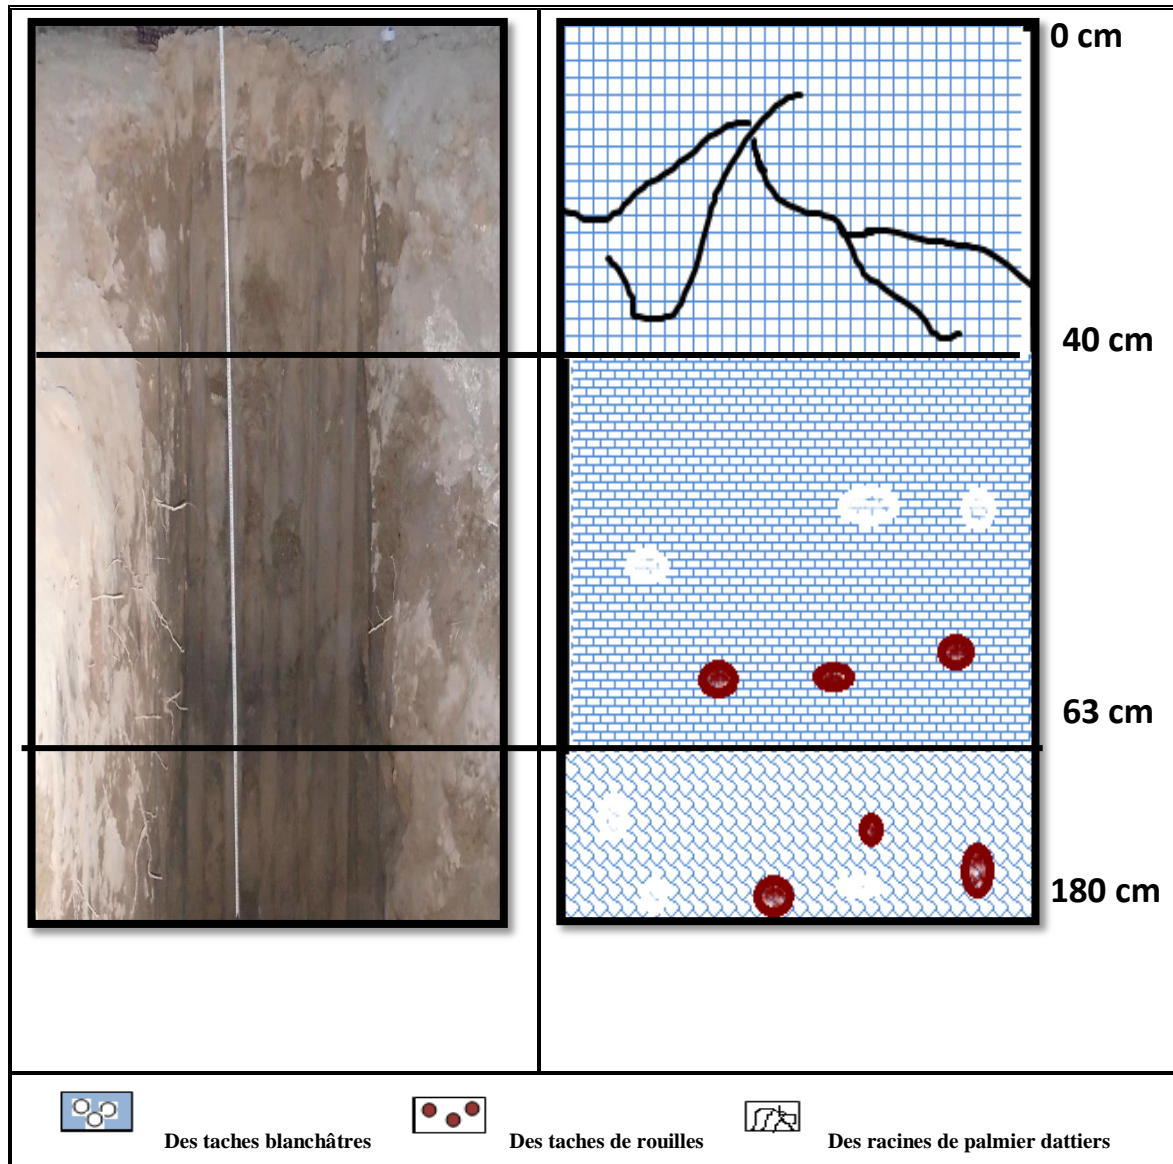 0 cm
40 cm
63 cm
180 cm
Des taches blanchâtres
Des taches de rouilles
Des racines de palmier dattiers